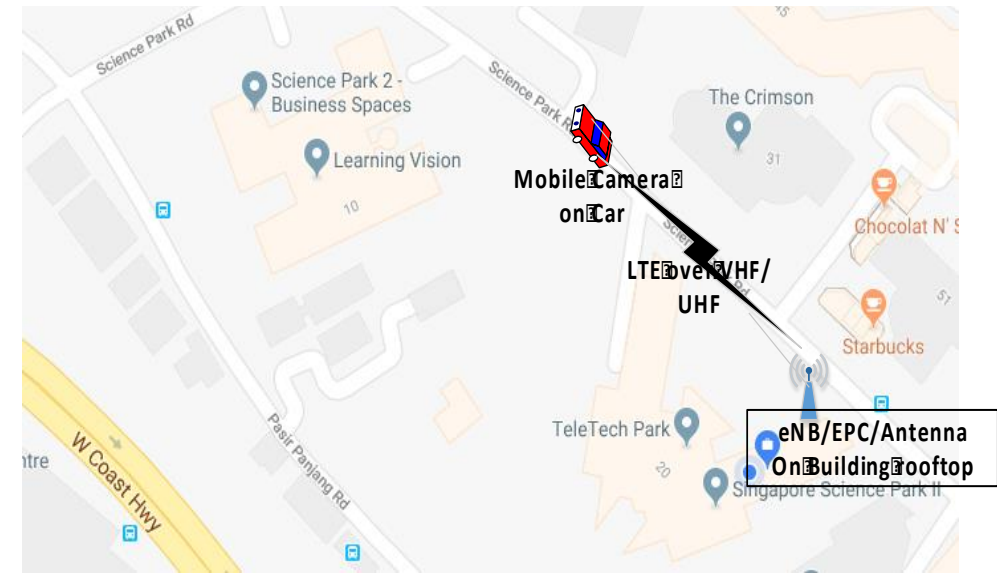 45
Science Park Rd
Science Park 2 -
Business Spaces
Science Park R
The Crimson
31
Learning Vision
Mobile Camera
on Car
10
Chocolat N' S
LTE over VHF/
UHF
Rd
51
Starbucks
TeleTech Park
eNB/EPC/Antenna
On Building rooftop
20
Singapore Science Park II
W Coast Hwy
Pasir Panjang Rd
ntre